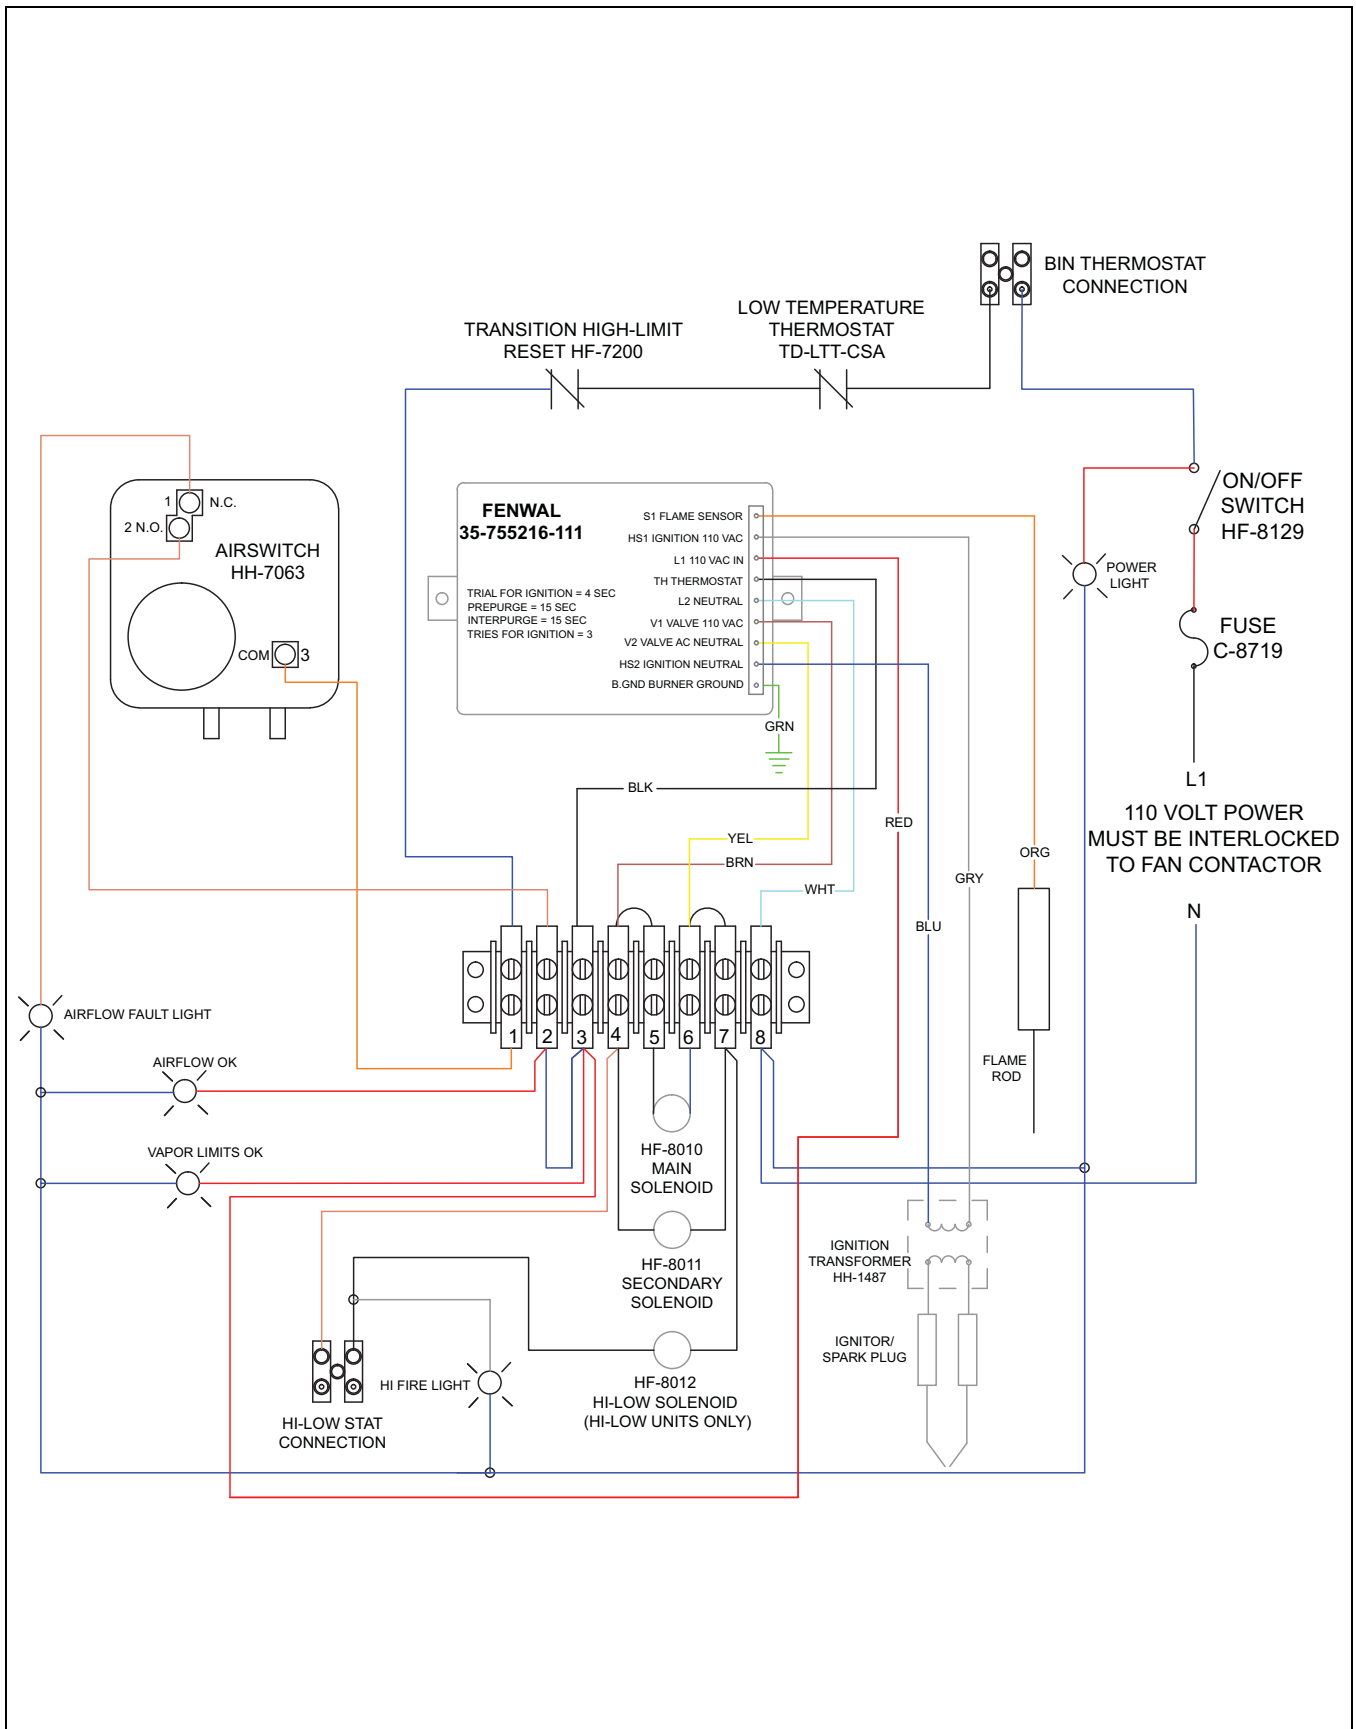 BIN THERMOSTAT
CONNECTION
LOW TEMPERATURE
THERMOSTAT
TD-LTT-CSA
TRANSITION HIGH-LIMIT
RESET HF-7200
ON/OFF
SWITCH
HF-8129
1
N.C.
2 N.O.
AIRSWITCH
HH-7063
COM
3
FENWAL
35-755216-111
TRIAL FOR IGNITION = 4 SEC
PREPURGE = 15 SEC
INTERPURGE = 15 SEC
TRIES FOR IGNITION = 3
S1 FLAME SENSOR
HS1 IGNITION 110 VAC
L1 110 VAC IN
TH THERMOSTAT
L2 NEUTRAL
V1 VALVE 110 VAC
V2 VALVE AC NEUTRAL
HS2 IGNITION NEUTRAL
B.GND BURNER GROUND
POWER
LIGHT
FUSE
C-8719
GRN
L1
BLK
110 VOLT POWER
MUST BE INTERLOCKED
TO FAN CONTACTOR
RED
YEL
BRN
ORG
GRY
WHT
N
BLU
AIRFLOW FAULT LIGHT
1 2 3 4 5 6 7 8
AIRFLOW OK
FLAME
ROD
VAPOR LIMITS OK
HF-8010
MAIN
SOLENOID
IGNITION
TRANSFORMER
HH-1487
HF-8011
SECONDARY
SOLENOID
IGNITOR/
SPARK PLUG
HI FIRE LIGHT
HF-8012
HI-LOW SOLENOID
(HI-LOW UNITS ONLY)
HI-LOW STAT
CONNECTION